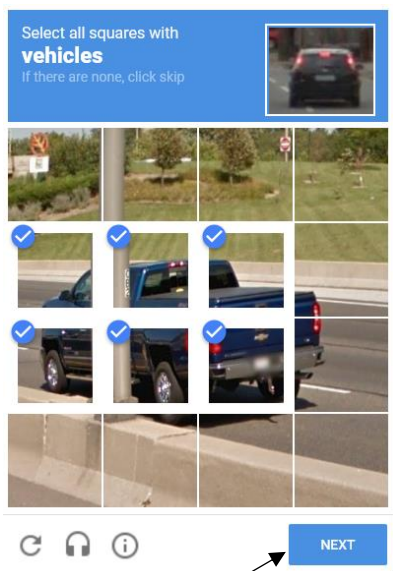 Select all squares with
vehicles
If there are none, click skip
NEXT